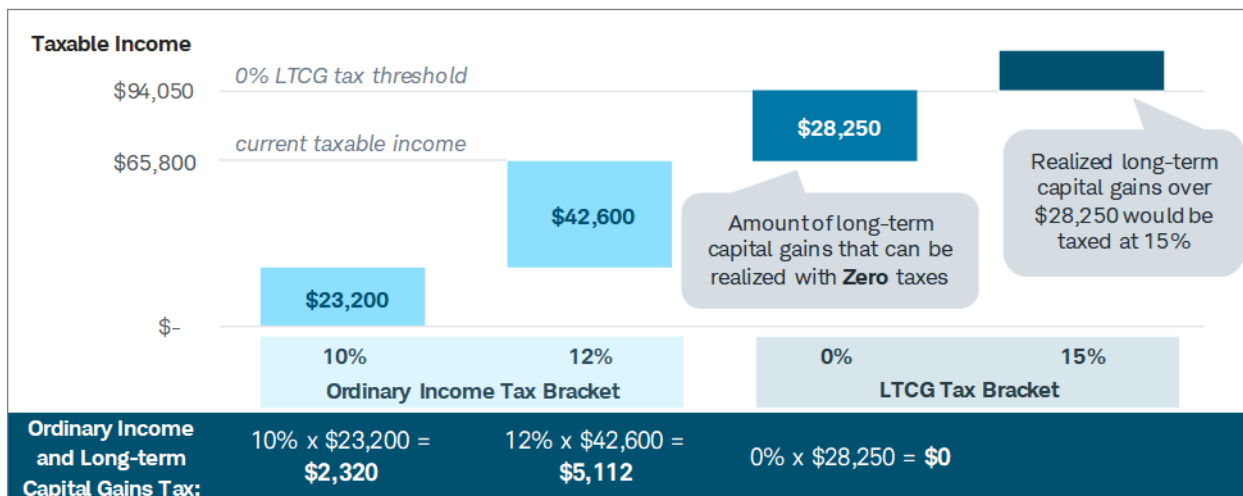 Taxable Income
0% LTCG tax threshold
$94,050
$28,250
current taxable income
$65,800
Realized long-term
capital gains over
$28,250 would be
taxed at 15%
$42,600
Amount of long-term
capital gains that can be
realized with Zero taxes
$23,200
$-
10%
12%
0%
15%
Ordinary Income Tax Bracket
LTCG Tax Bracket
Ordinary Income
and Long-term
Capital Gains Tax:
10% x $23,200 =
$2,320
12% x $42,600 =
$5,112
0% x $28,250 = $0